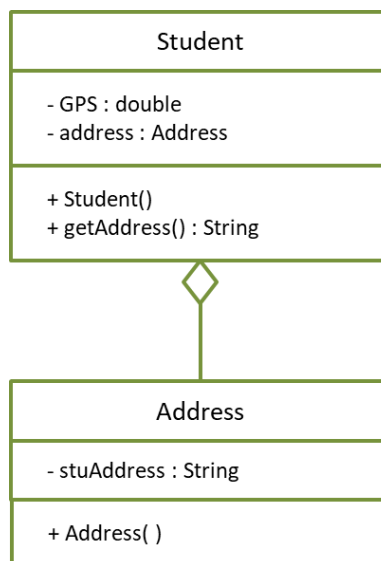 Student
- GPS : double
- address : Address
+ Student()
+ getAddress() : String
Address
- stuAddress : String
+ Address( )